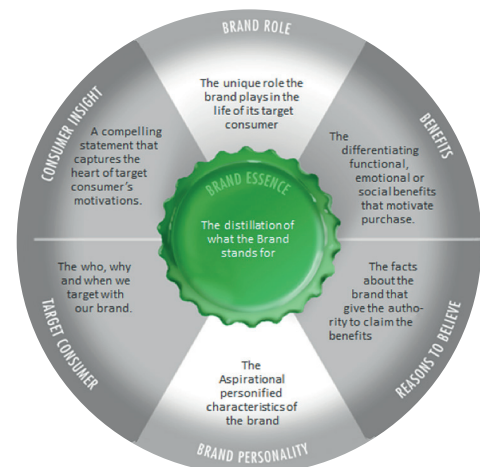 BRAND ROLE
The unique role the
brand plays in the
life of its target
consumer
CONSUMER INSIGHT
A compelling
statement that
captures the
heart of target
consumer's
motivations.
BENEFITS
The
differentiating
functional,
emotional or
social benefits
that motivate
purchase.
BRAND ESSENCE
The distillation of
what the Brand
stands for
TARGET CONSUMER
The who, why
and when we
target with
our brand.
REASONS TO BELIEVE
The facts
about the
brand that
give the autho-
rity to claim the
benefits
The
Aspirational
personified
characteristics of
the brand
BRAND PERSONALITY